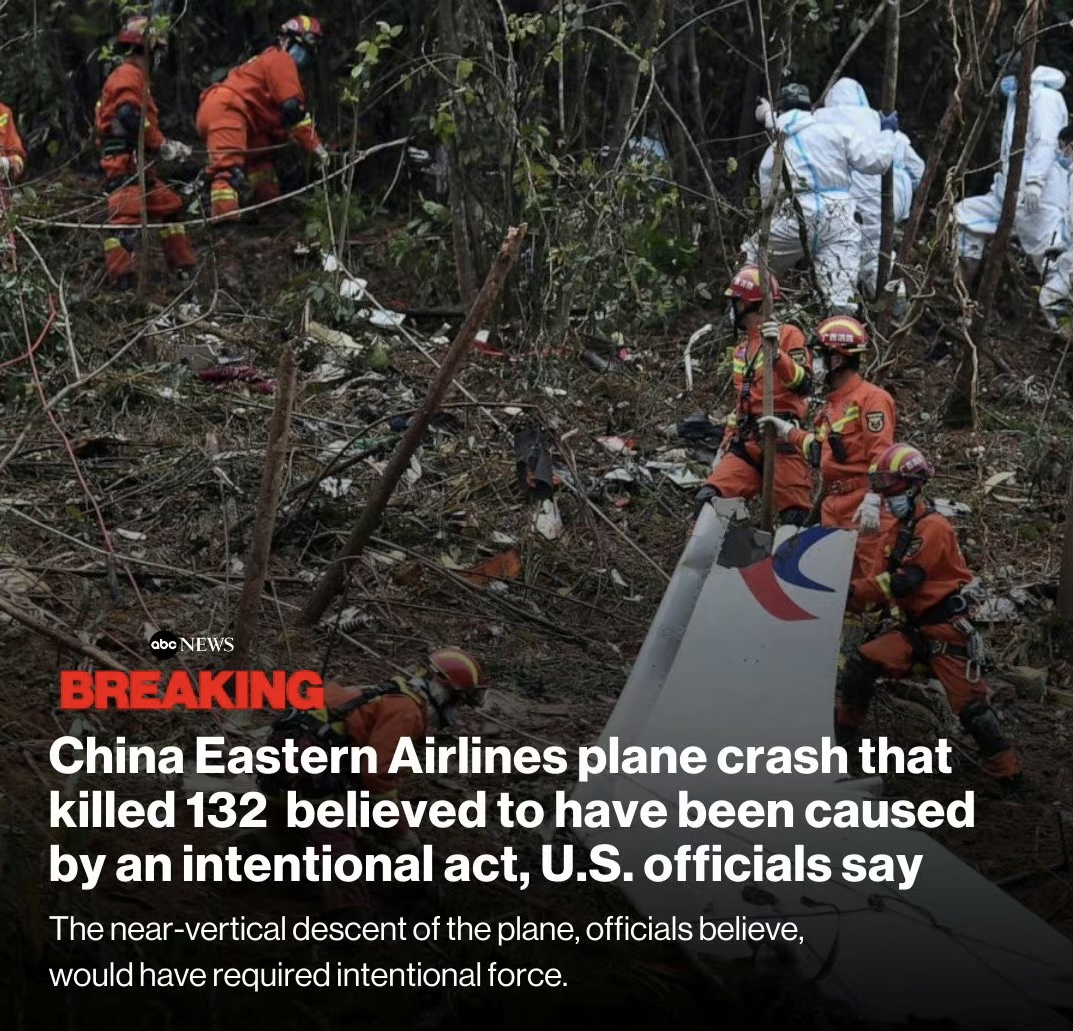 abc NEWS
BREAKING
China Eastern Airlines plane crash that
killed 132 believed to have been caused
by an intentional act, U.S. officials say
The near-vertical descent of the plane, officials believe,
would have required intentional force.